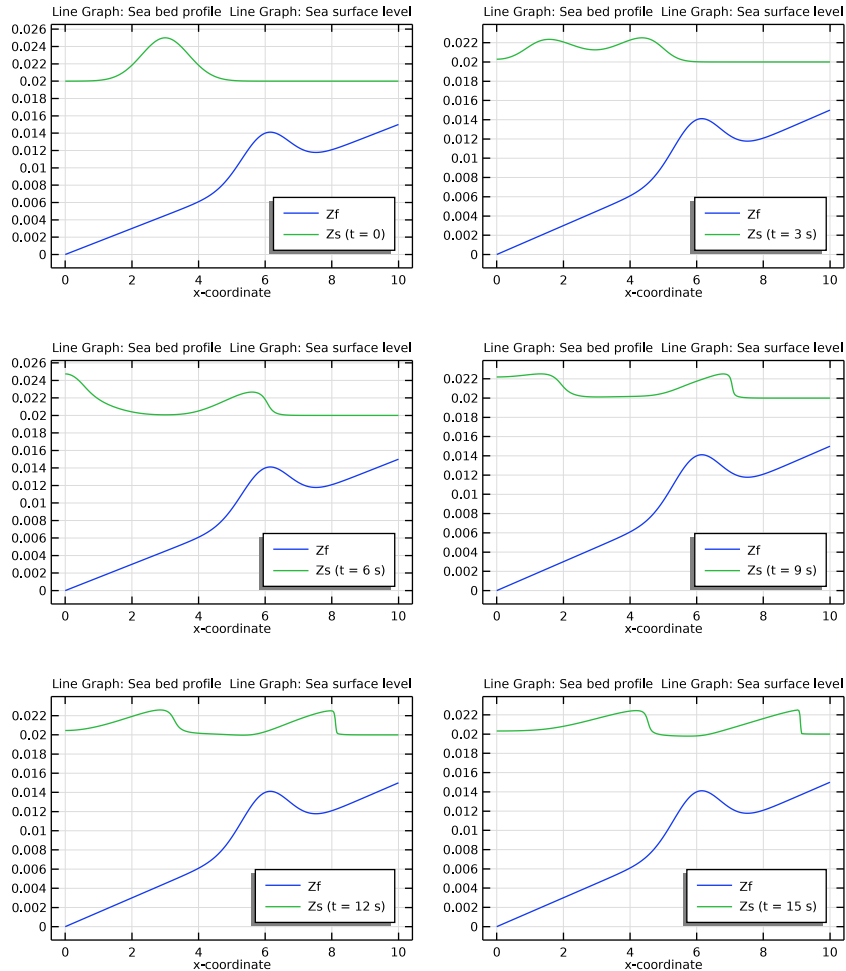 Line Graph: Sea bed profile Line Graph: Sea surface level
0.026
0.024
0.022
0.02
0.018
0.016
0.014
0.012
0.01
0.008
0.006
0.004
0.002
0
Zf
Zs (t = 0)
0 2 4 6 8 10
x-coordinate
Line Graph: Sea bed profile Line Graph: Sea surface level
0.022
0.02
0.018
0.016
0.014
0.012
0.01
0.008
0.006
0.004
0.002
0
Zf
Zs (t = 3 s)
0 2 4 6 8 10
x-coordinate
Line Graph: Sea bed profile Line Graph: Sea surface level
0.026
0.024
0.022
0.02
0.018
0.016
0.014
0.012
0.01
0.008
0.006
0.004
0.002
0
Zf
Zs (t = 6 s)
0 2 4 6 8 10
x-coordinate
Line Graph: Sea bed profile Line Graph: Sea surface level
0.022
0.02
0.018
0.016
0.014
0.012
0.01
0.008
0.006
0.004
0.002
0
Zf
Zs (t = 9 s)
0 2 4 6 8 10
x-coordinate
Line Graph: Sea bed profile Line Graph: Sea surface level
0.022
0.02
0.018
0.016
0.014
0.012
0.01
0.008
0.006
0.004
0.002
0
Zf
Zs (t = 12 s)
0 2 4 6 8 10
x-coordinate
Line Graph: Sea bed profile Line Graph: Sea surface level
0.022
0.02
0.018
0.016
0.014
0.012
0.01
0.008
0.006
0.004
0.002
0
Zf
Zs (t = 15 s)
0 2 4 6 8 10
x-coordinate